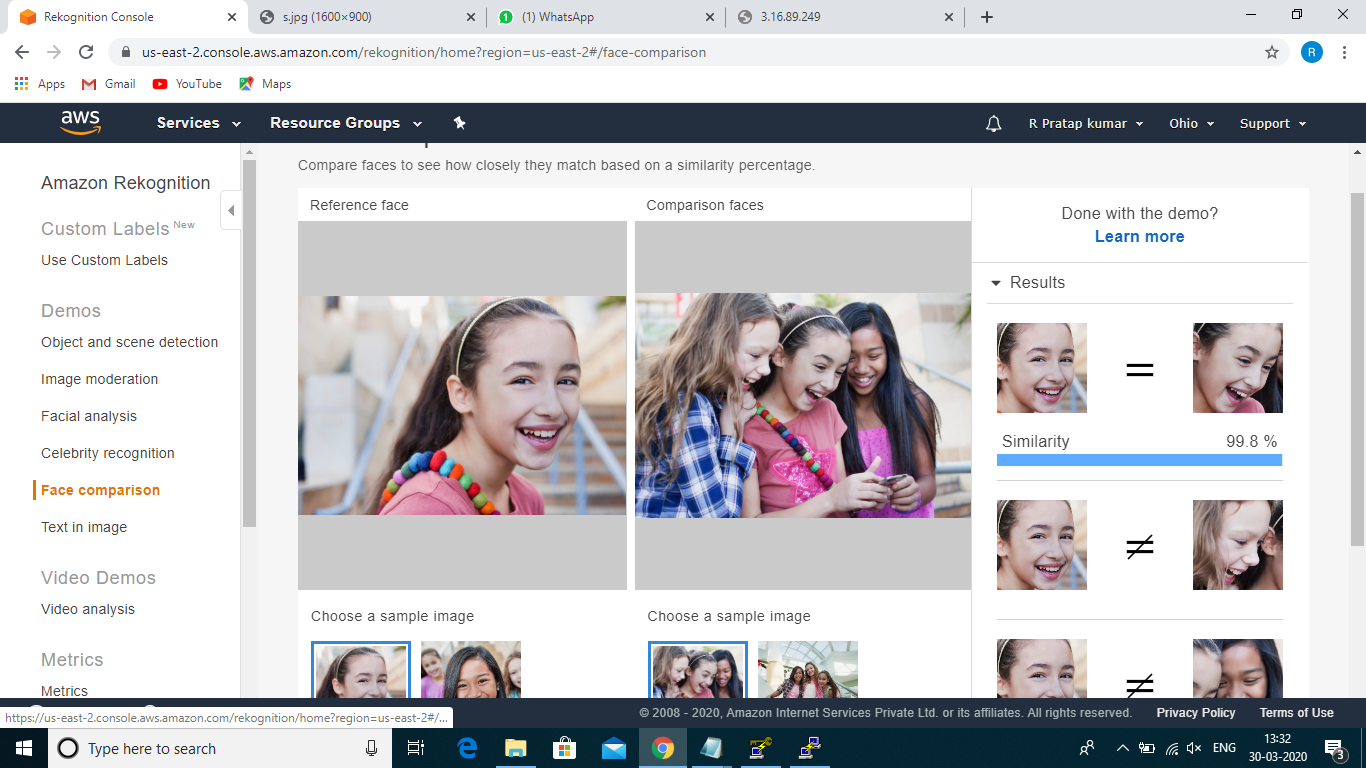 Rekognition Console
s.jpg (1600×900)
1
(1) WhatsApp
3.16.89.249
us-east-2.console.aws.amazon.com/rekognition/home?region=us-east-2#/face-comparison
R
Apps
Gmail
YouTube
Maps
aws
Services
Resource Groups
R Pratap kumar
Ohio
Support
Amazon Rekognition
Custom Labels New
Use Custom Labels
Demos
Object and scene detection
Image moderation
Facial analysis
Celebrity recognition
Face comparison
Text in image
Video Demos
Video analysis
Metrics
Metrics
Compare faces to see how closely they match based on a similarity percentage.
Reference face
Comparison faces
Choose a sample image
Choose a sample image
Done with the demo?
Learn more
Results
=
Similarity
99.8 %
≠
≠
https://us-east-2.console.aws.amazon.com/rekognition/home?region=us-east-2#/...
© 2008 - 2020, Amazon Internet Services Private Ltd. or its affiliates. All rights reserved.
Privacy Policy
Terms of Use
Type here to search
ENG
13:32
30-03-2020
3